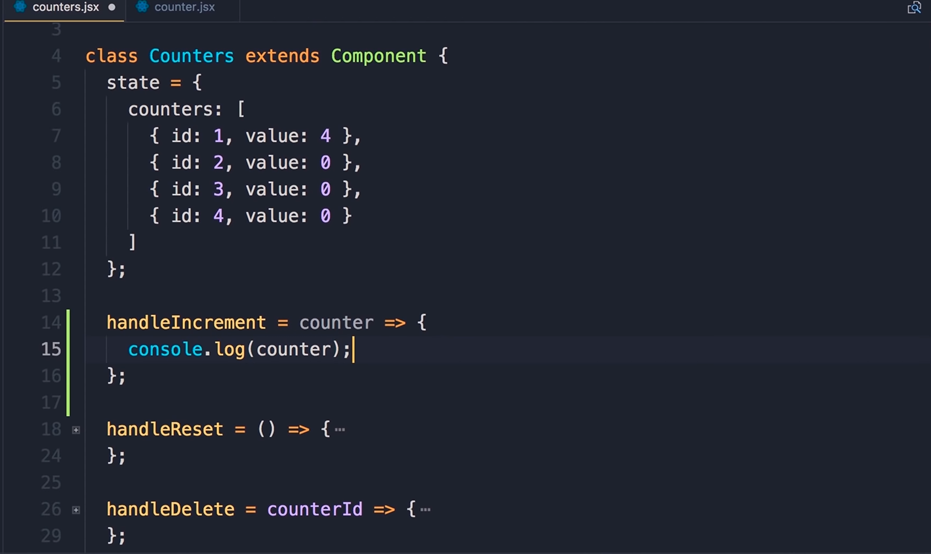 counters.jsx counter.jsx
3
4 class Counters extends Component {
5 state = {
6 counters: [
7 { id: 1, value: 4 },
8 { id: 2, value: 0 },
9 { id: 3, value: 0 },
10 { id: 4, value: 0 }
11 ]
12 };
13
14 handleIncrement = counter => {
15 console.log(counter);
16 };
17
18 handleReset = () => {⋯
24 };
25
26 handleDelete = counterId => {⋯
29 };